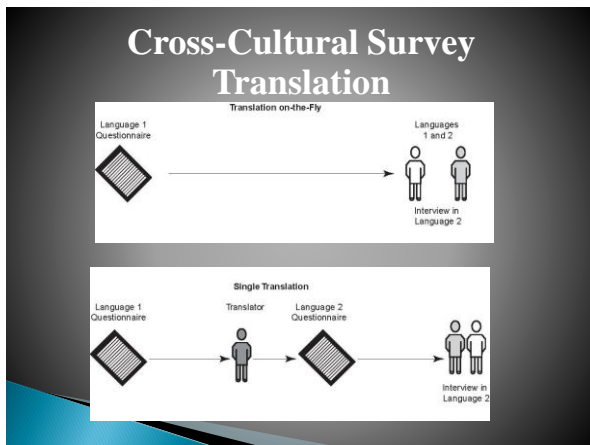 Cross-Cultural Survey
Translation
Translation on-the-Fly
Language 1
Questionnaire
Languages
1 and 2
Interview in
Language 2
Single Translation
Language 1
Questionnaire
Translator
Language 2
Questionnaire
Interview in
Language 2